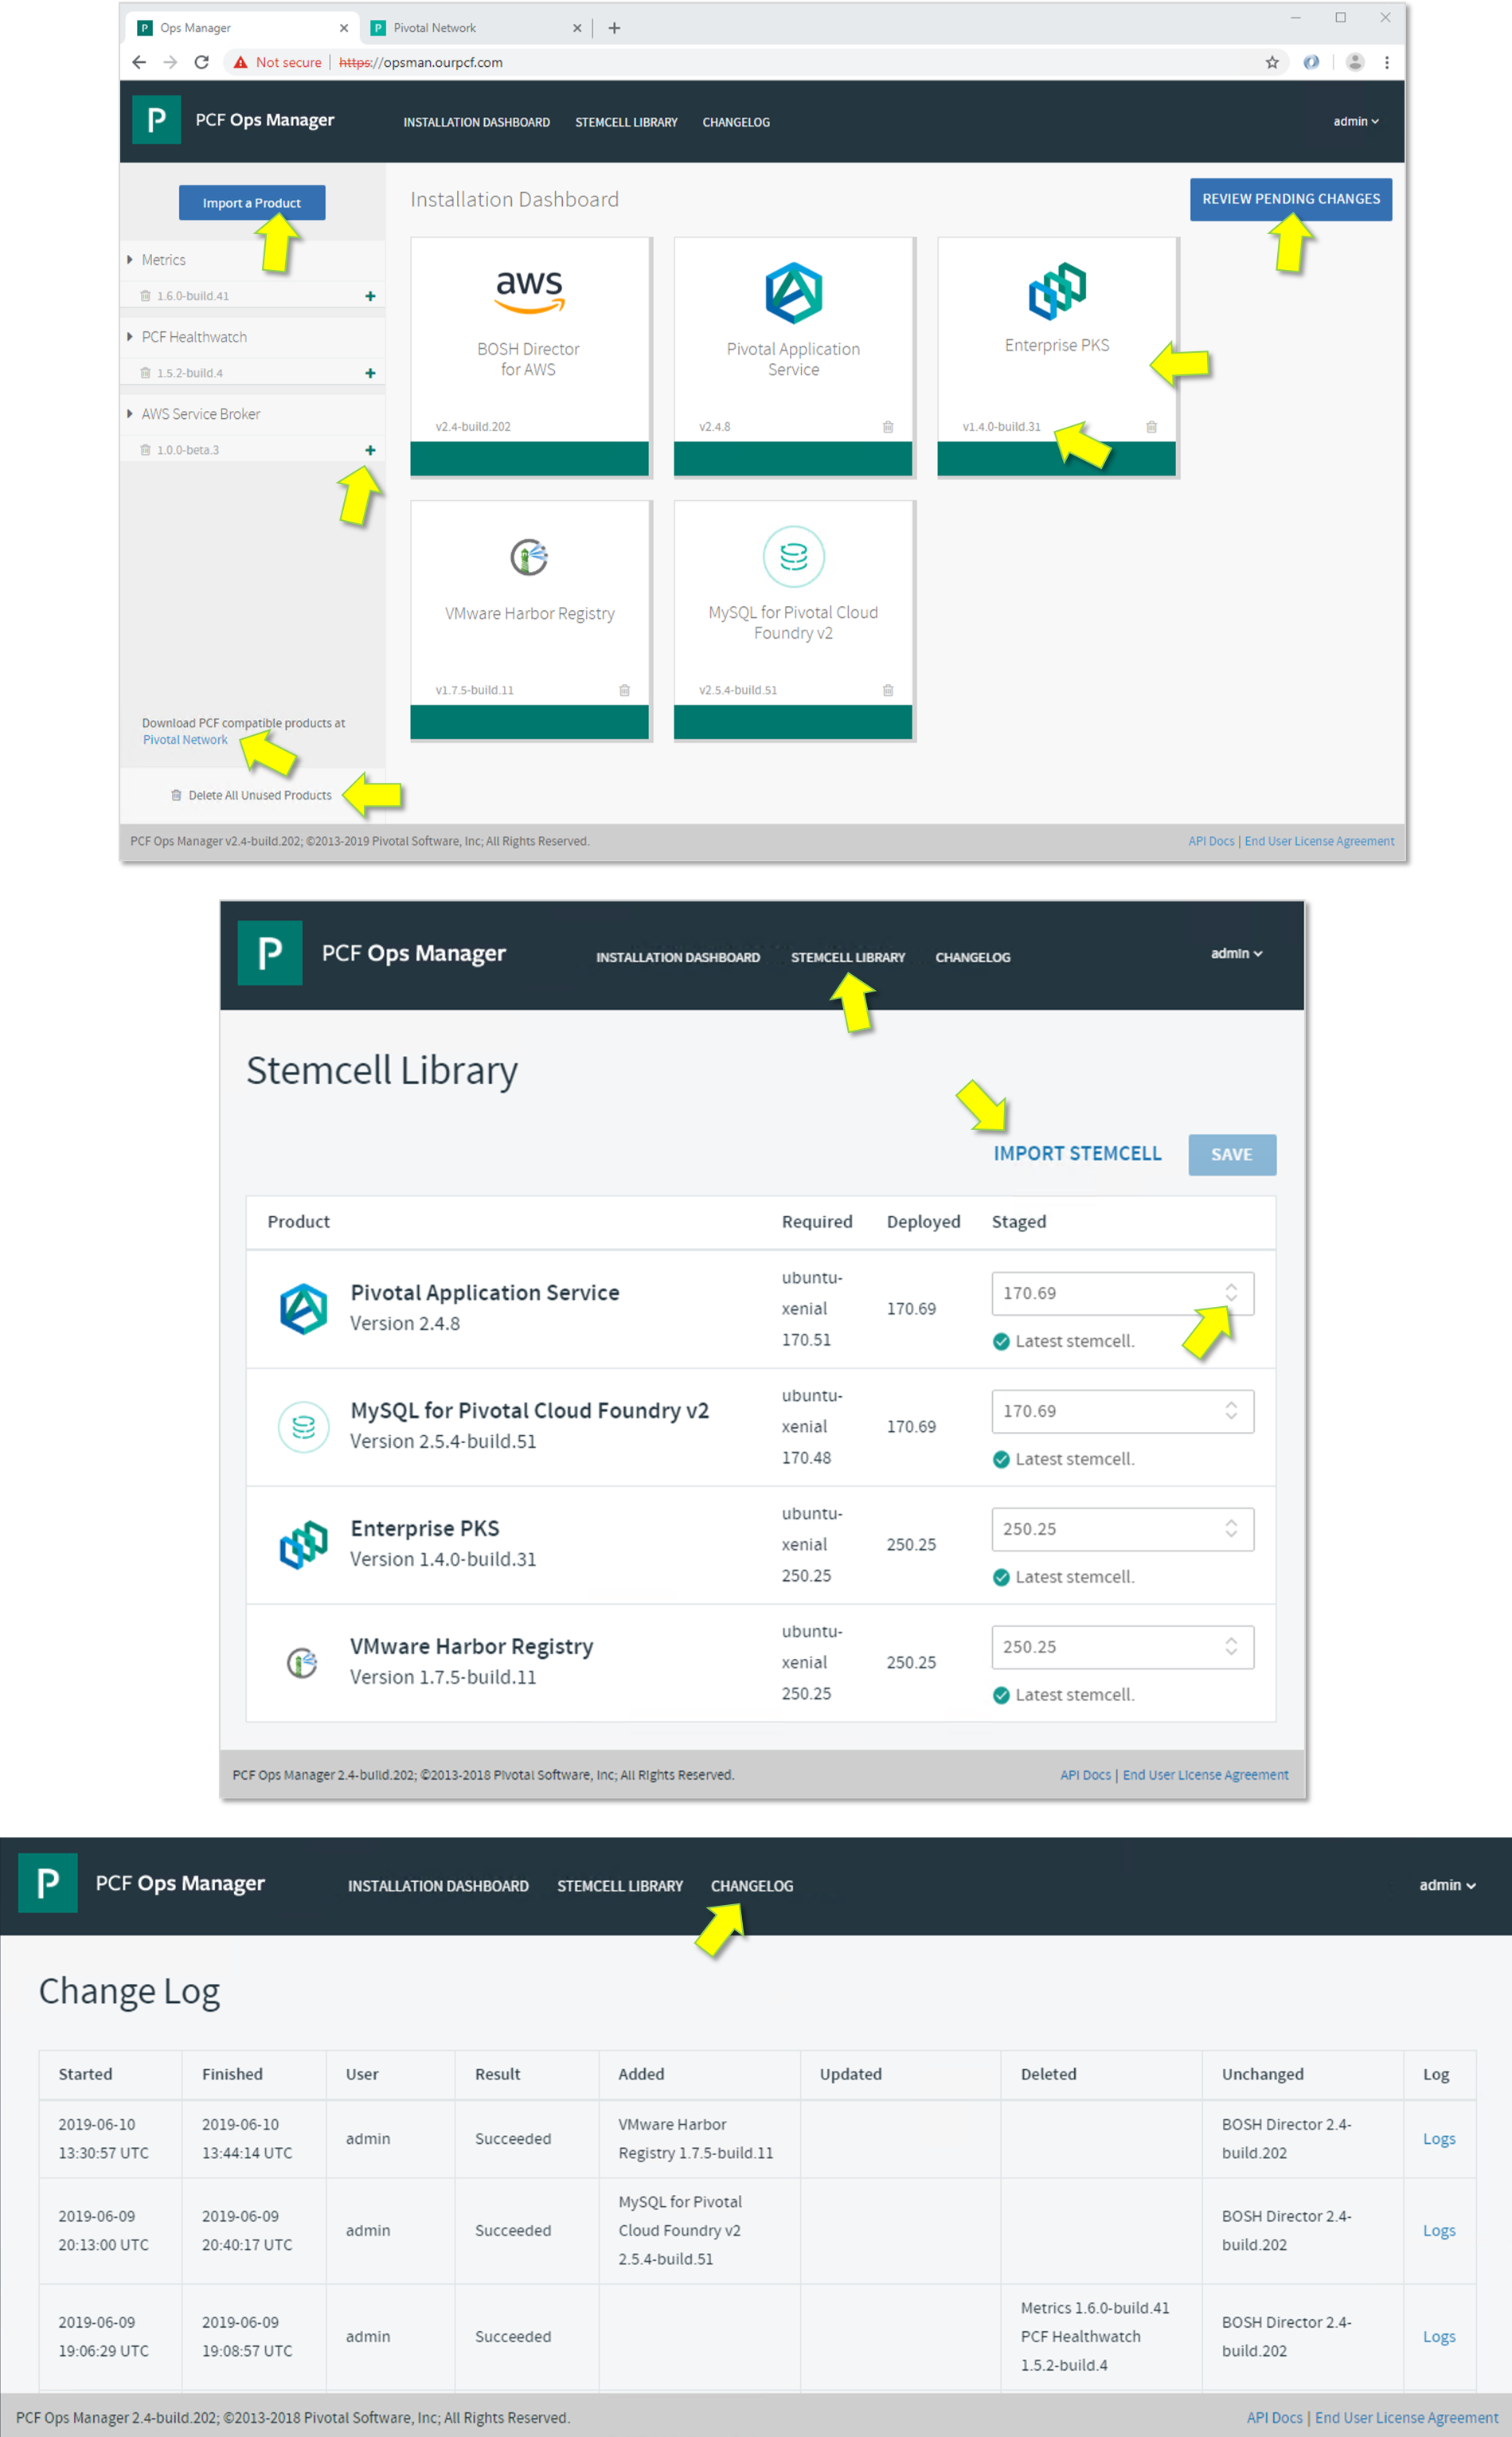 Ops Manager
Pivotal Network
Not secure | https://opsman.ourpcf.com
P PCF Ops Manager INSTALLATION DASHBOARD STEMCELL LIBRARY CHANGELOG admin
Import a Product
Installation Dashboard
REVIEW PENDING CHANGES
Metrics
1.6.0-build.41
PCF Healthwatch
1.5.2-build.4
AWS Service Broker
1.0.0-beta.3
aws
BOSH Director
for AWS
v2.4-build.202
Pivotal Application
Service
v2.4.8
Enterprise PKS
v1.4.0-build.31
VMware Harbor Registry
v1.7.5-build.11
MySQL for Pivotal Cloud
Foundry v2
v2.5.4-build.51
Download PCF compatible products at
Pivotal Network
Delete All Unused Products
PCF Ops Manager v2.4-build.202; ©2013-2019 Pivotal Software, Inc; All Rights Reserved.
API Docs | End User License Agreement
P PCF Ops Manager INSTALLATION DASHBOARD STEMCELL LIBRARY CHANGELOG admin
Stemcell Library
IMPORT STEMCELL SAVE
Product Required Deployed Staged
Pivotal Application Service
Version 2.4.8
ubuntu-
xenial
170.51
170.69
170.69
Latest stemcell.
MySQL for Pivotal Cloud Foundry v2
Version 2.5.4-build.51
ubuntu-
xenial
170.48
170.69
170.69
Latest stemcell.
Enterprise PKS
Version 1.4.0-build.31
ubuntu-
xenial
250.25
250.25
250.25
Latest stemcell.
VMware Harbor Registry
Version 1.7.5-build.11
ubuntu-
xenial
250.25
250.25
250.25
Latest stemcell.
PCF Ops Manager 2.4-build.202; ©2013-2018 Pivotal Software, Inc; All Rights Reserved.
API Docs | End User License Agreement
P PCF Ops Manager INSTALLATION DASHBOARD STEMCELL LIBRARY CHANGELOG admin
Change Log
Started Finished User Result Added Updated Deleted Unchanged Log
2019-06-10
13:30:57 UTC
2019-06-10
13:44:14 UTC
admin
Succeeded
VMware Harbor
Registry 1.7.5-build.11
BOSH Director 2.4-
build.202
Logs
2019-06-09
20:13:00 UTC
2019-06-09
20:40:17 UTC
admin
Succeeded
MySQL for Pivotal
Cloud Foundry v2
2.5.4-build.51
BOSH Director 2.4-
build.202
Logs
2019-06-09
19:06:29 UTC
2019-06-09
19:08:57 UTC
admin
Succeeded
Metrics 1.6.0-build.41
PCF Healthwatch
1.5.2-build.4
BOSH Director 2.4-
build.202
Logs
PCF Ops Manager 2.4-build.202; ©2013-2018 Pivotal Software, Inc; All Rights Reserved.
API Docs | End User License Agreement